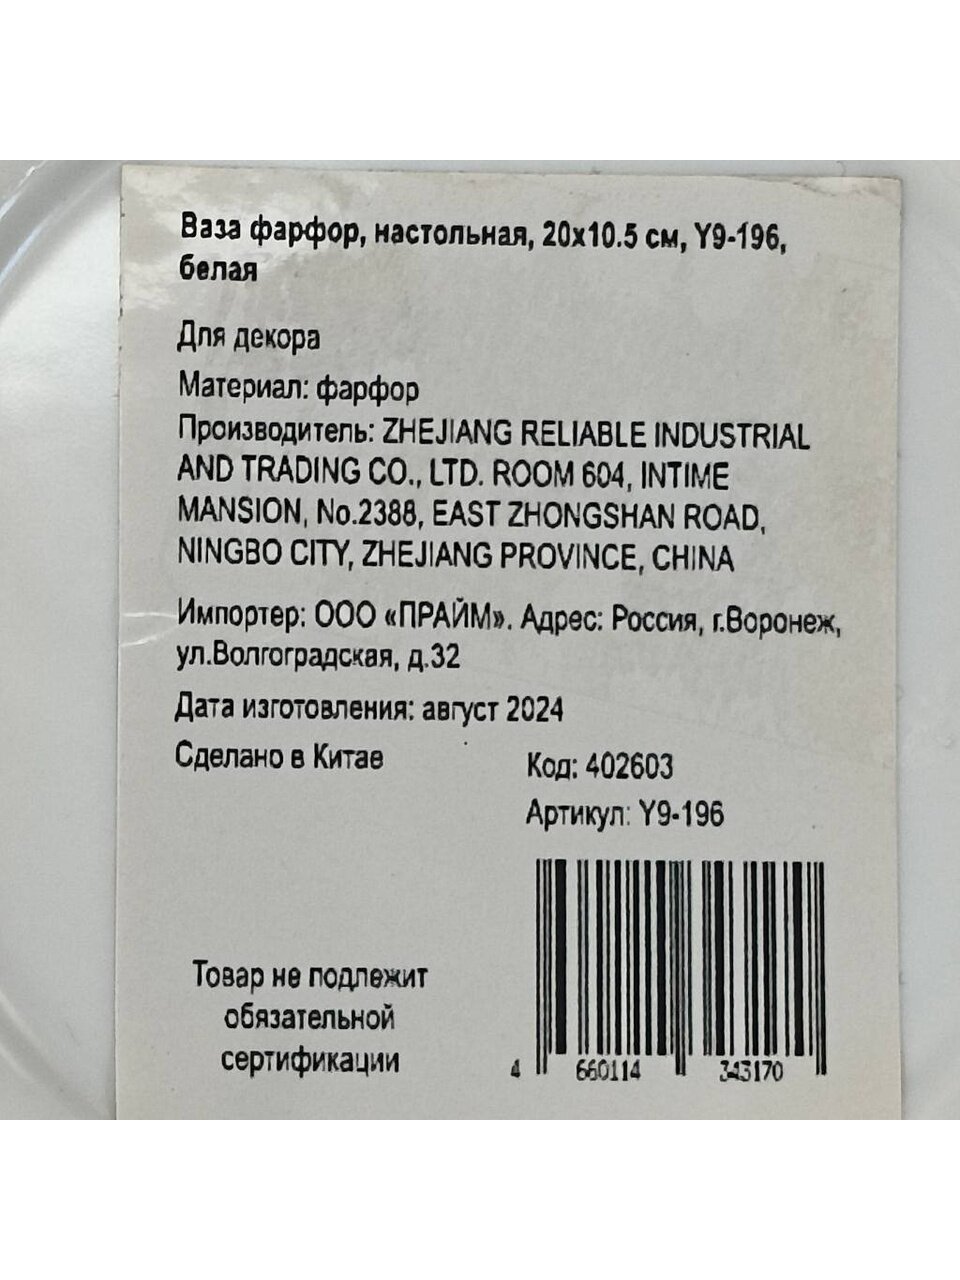 Ваза фарфор, настольная, 20х10.5 см, Y9-196,
белая
Для декора
Материал: фарфор
Производитель: ZHEJIANG RELIABLE INDUSTRIAL
AND TRADING CO., LTD. ROOM 604, INTIME
MANSION, No.2388, EAST ZHONGSHAN ROAD,
NINGBO CITY, ZHEJIANG PROVINCE, CHINA
Импортер: ООО «ПРАЙМ». Адрес: Россия, г.Воронеж,
ул.Волгоградская, д.32
Дата изготовления: август 2024
Сделано в Китае
Код: 402603
Артикул: Y9-196
Товар не подлежит
обязательной
сертификации
4 660114 343170